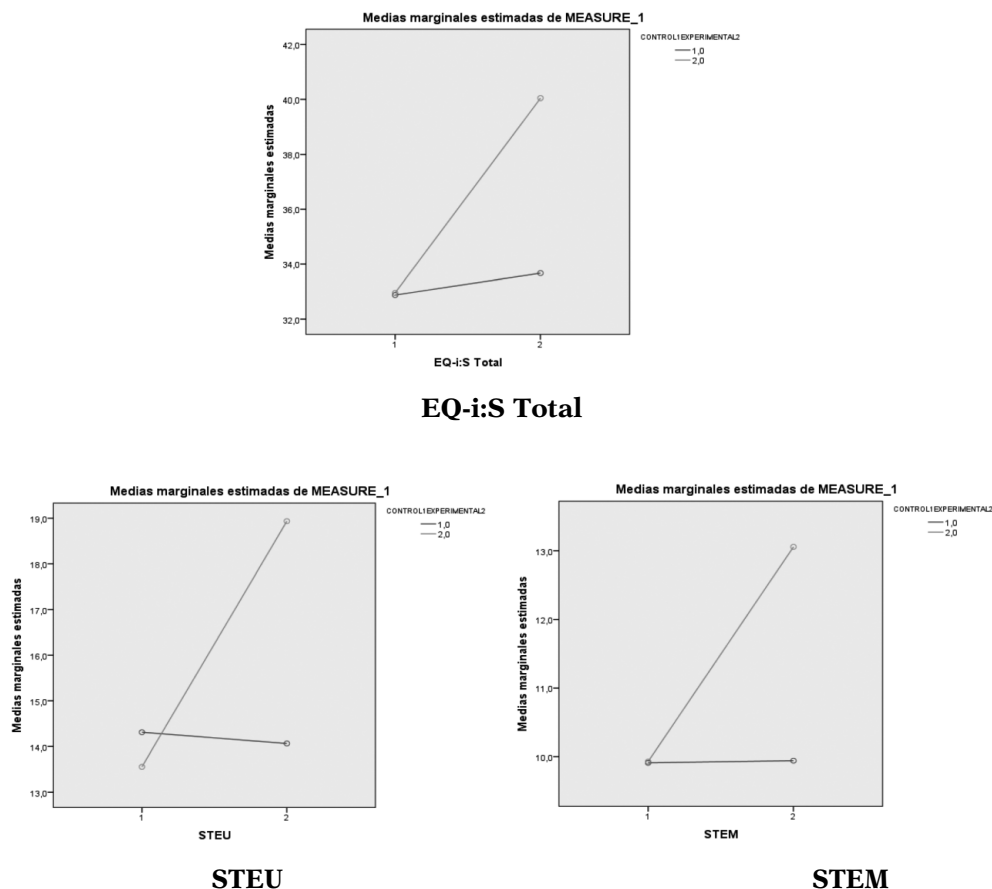 Medias marginales estimadas de MEASURE_1
CONTROL1EXPERIMENTAL2
1,0
2,0
Medias marginales estimadas
42,0
40,0
38,0
36,0
34,0
32,0
1
2
EQ-i:S Total
EQ-i:S Total
Medias marginales estimadas de MEASURE_1
CONTROL1EXPERIMENTAL2
1,0
2,0
Medias marginales estimadas
19,0
18,0
17,0
16,0
15,0
14,0
13,0
1
2
STEU
STEU
Medias marginales estimadas de MEASURE_1
CONTROL1EXPERIMENTAL2
1,0
2,0
Medias marginales estimadas
13,0
12,0
11,0
10,0
1
2
STEM
STEM